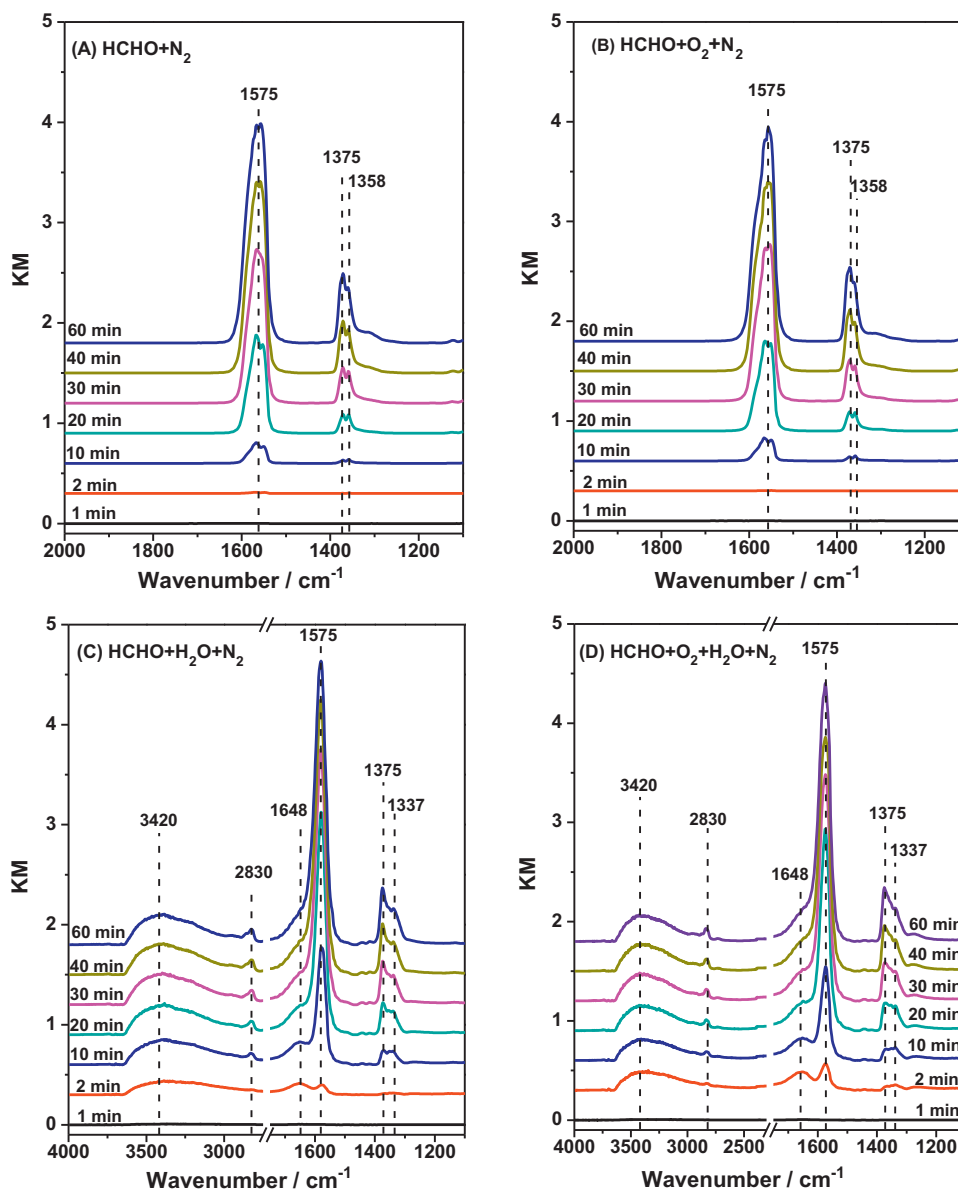 (A) HCHO+N2
1575
1375
1358
5
4
3
2
1
0
KM
60 min
40 min
30 min
20 min
10 min
2 min
1 min
2000 1800 1600 1400 1200
Wavenumber / cm-1
(B) HCHO+O2+N2
1575
1375
1358
5
4
3
2
1
0
KM
60 min
40 min
30 min
20 min
10 min
2 min
1 min
2000 1800 1600 1400 1200
Wavenumber / cm-1
(C) HCHO+H2O+N2
1575
1375
1337
1648
3420
2830
5
4
3
2
1
0
KM
60 min
40 min
30 min
20 min
10 min
2 min
1 min
4000 3500 3000 1600 1400 1200
Wavenumber / cm-1
(D) HCHO+O2+H2O+N2
1575
3420
2830
1648
1375
1337
5
4
3
2
1
0
KM
60 min
40 min
30 min
20 min
10 min
2 min
1 min
4000 3500 3000 2500 1600 1400 1200
Wavenumber / cm-1